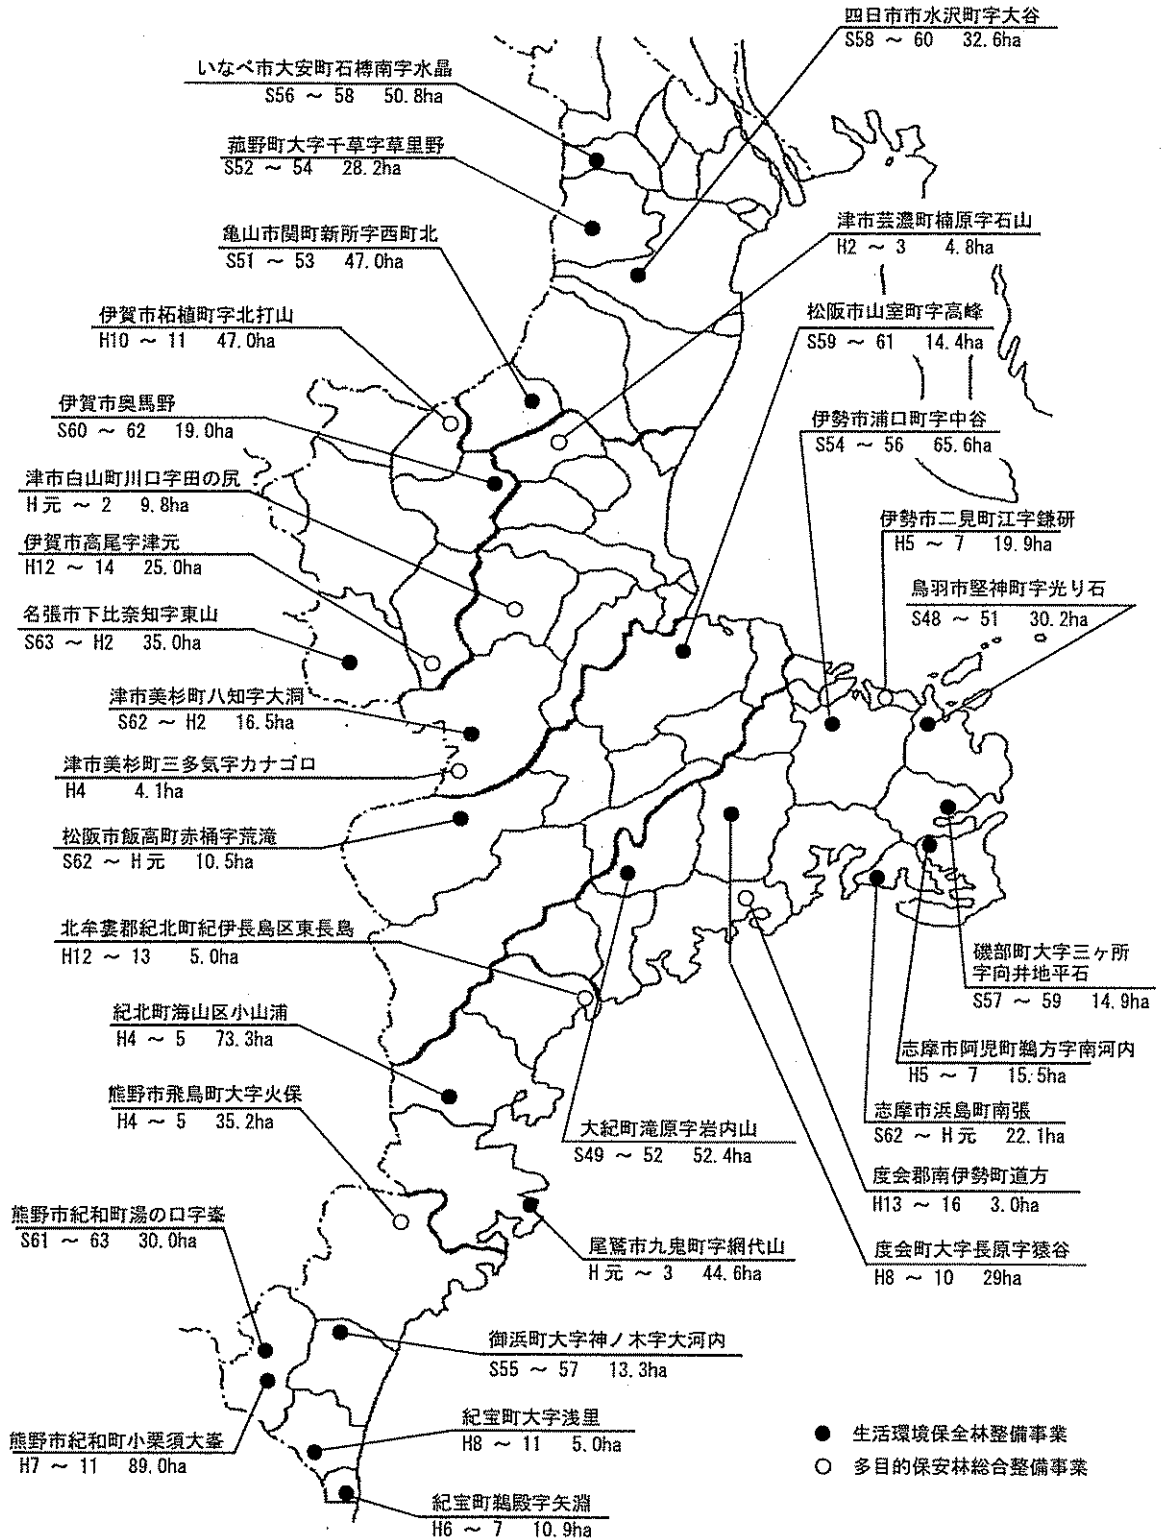 四日市市水沢町字大谷
S58 ～ 60 32.6ha
いなべ市大安町石榑南字水晶
S56 ～ 58 50.8ha
菰野町大字千草字草里野
S52 ～ 54 28.2ha
津市芸濃町楠原字石山
H2 ～ 3 4.8ha
亀山市関町新所字西町北
S51 ～ 53 47.0ha
松阪市山室町字高峰
S59 ～ 61 14.4ha
伊賀市柘植町字北打山
H10 ～ 11 47.0ha
伊賀市奥馬野
S60 ～ 62 19.0ha
伊勢市浦口町字中谷
S54 ～ 56 65.6ha
津市白山町川口字田の尻
H元 ～ 2 9.8ha
伊勢市二見町江字鎌研
H5 ～ 7 19.9ha
伊賀市高尾字津元
H12 ～ 14 25.0ha
鳥羽市堅神町字光り石
S48 ～ 51 30.2ha
名張市下比奈知字東山
S63 ～ H2 35.0ha
津市美杉町八知字大洞
S62 ～ H2 16.5ha
津市美杉町三多気字カナゴロ
H4 4.1ha
松阪市飯高町赤桶字荒滝
S62 ～ H元 10.5ha
北牟婁郡紀北町紀伊長島区東長島
H12 ～ 13 5.0ha
磯部町大字三ヶ所
字向井地平石
S57 ～ 59 14.9ha
紀北町海山区小山浦
H4 ～ 5 73.3ha
志摩市阿児町鵜方字南河内
H5 ～ 7 15.5ha
熊野市飛鳥町大字火保
H4 ～ 5 35.2ha
志摩市浜島町南張
S62 ～ H元 22.1ha
大紀町滝原字岩内山
S49 ～ 52 52.4ha
度会郡南伊勢町道方
H13 ～ 16 3.0ha
熊野市紀和町湯の口字峯
S61 ～ 63 30.0ha
尾鷲市九鬼町字網代山
H元 ～ 3 44.6ha
度会町大字長原字猿谷
H8 ～ 10 29ha
御浜町大字神ノ木字大河内
S55 ～ 57 13.3ha
紀宝町大字浅里
H8 ～ 11 5.0ha
熊野市紀和町小栗須大峯
H7 ～ 11 89.0ha
紀宝町鵜殿字矢淵
H6 ～ 7 10.9ha
● 生活環境保全林整備事業
○ 多目的保安林総合整備事業